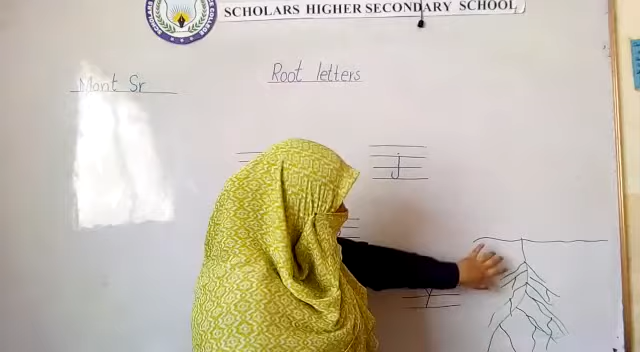 SCHOLARS HIGHER SECONDARY SCHOOL
Root letters
Mont Sr
j
y